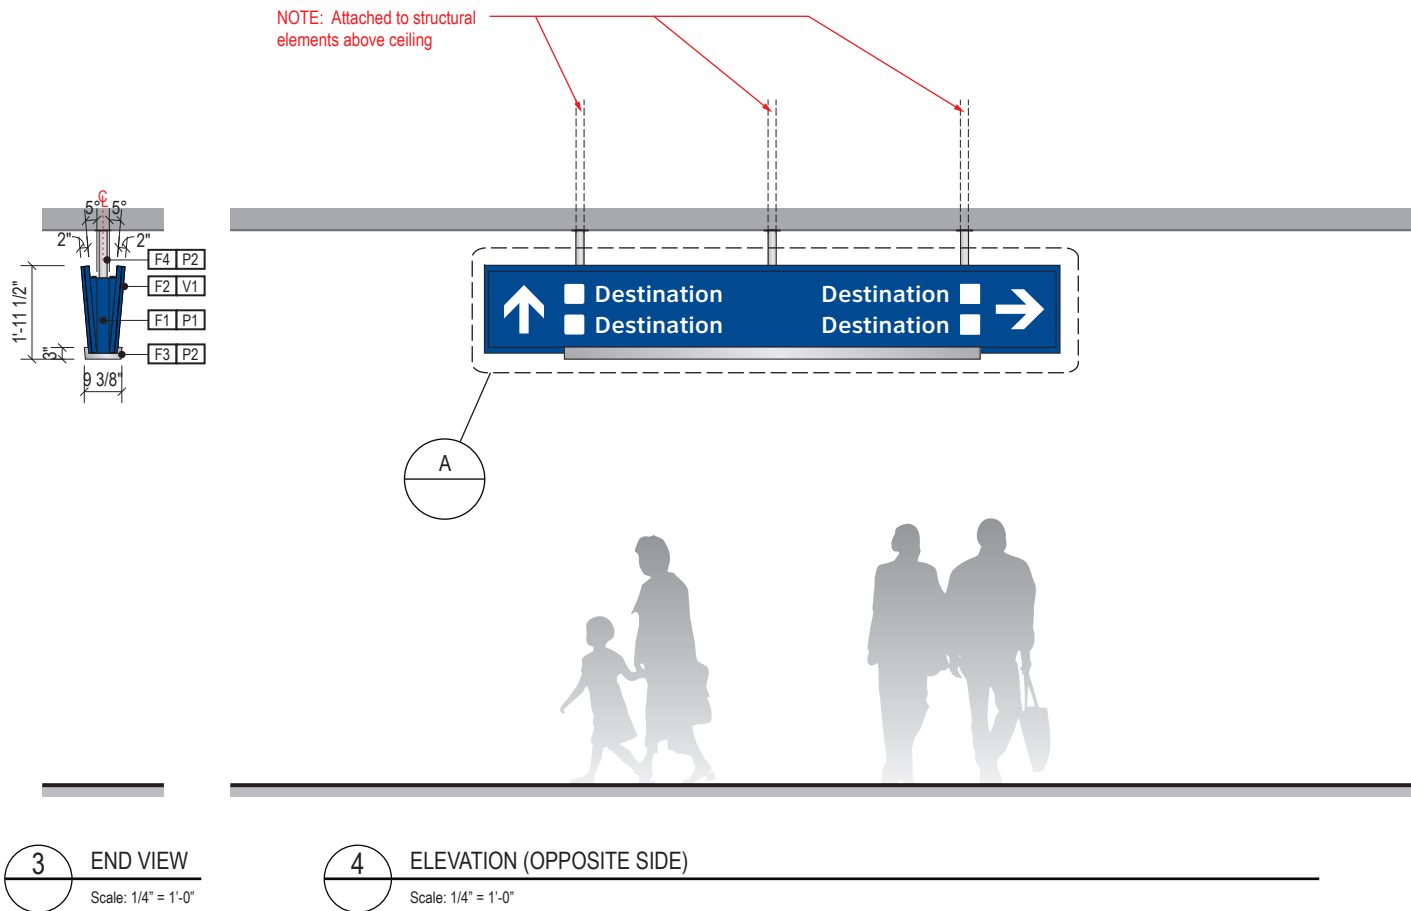 NOTE: Attached to structural
elements above ceiling
℄
5° 5°
2" 2"
F4 P2
F2 V1
F1 P1
F3 P2
1'-11 1/2"
3"
9 3/8"
Destination Destination
Destination Destination
A
3 END VIEW
Scale: 1/4” = 1’-0”
4 ELEVATION (OPPOSITE SIDE)
Scale: 1/4” = 1’-0”